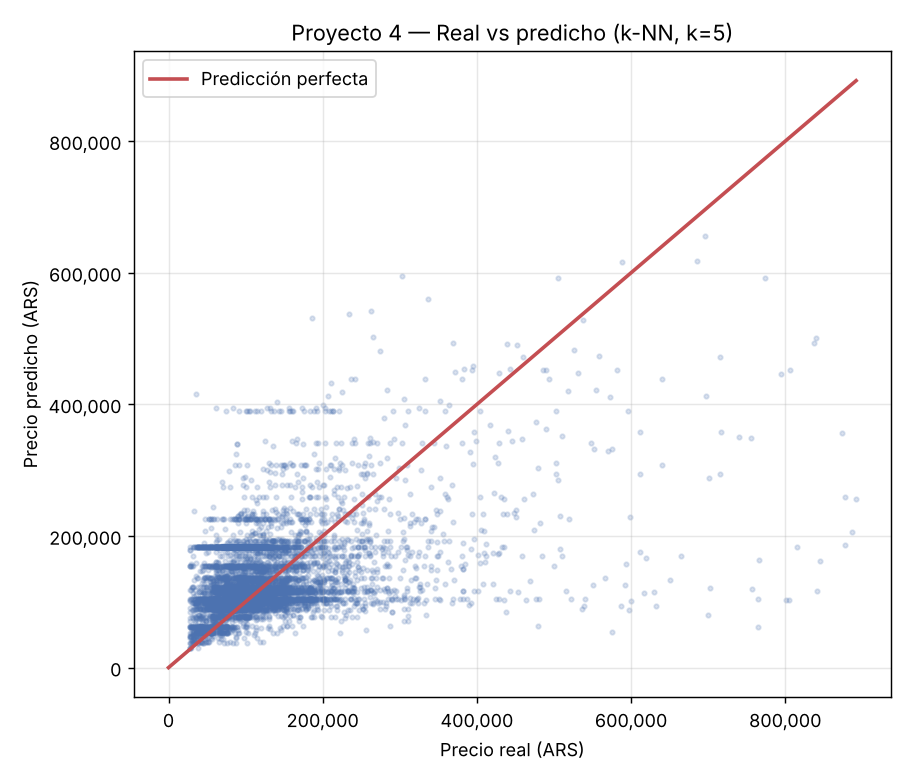 Proyecto 4 — Real vs predicho (k-NN, k=5)
Predicción perfecta
800,000
600,000
400,000
200,000
0
Precio predicho (ARS)
0
200,000
400,000
600,000
800,000
Precio real (ARS)